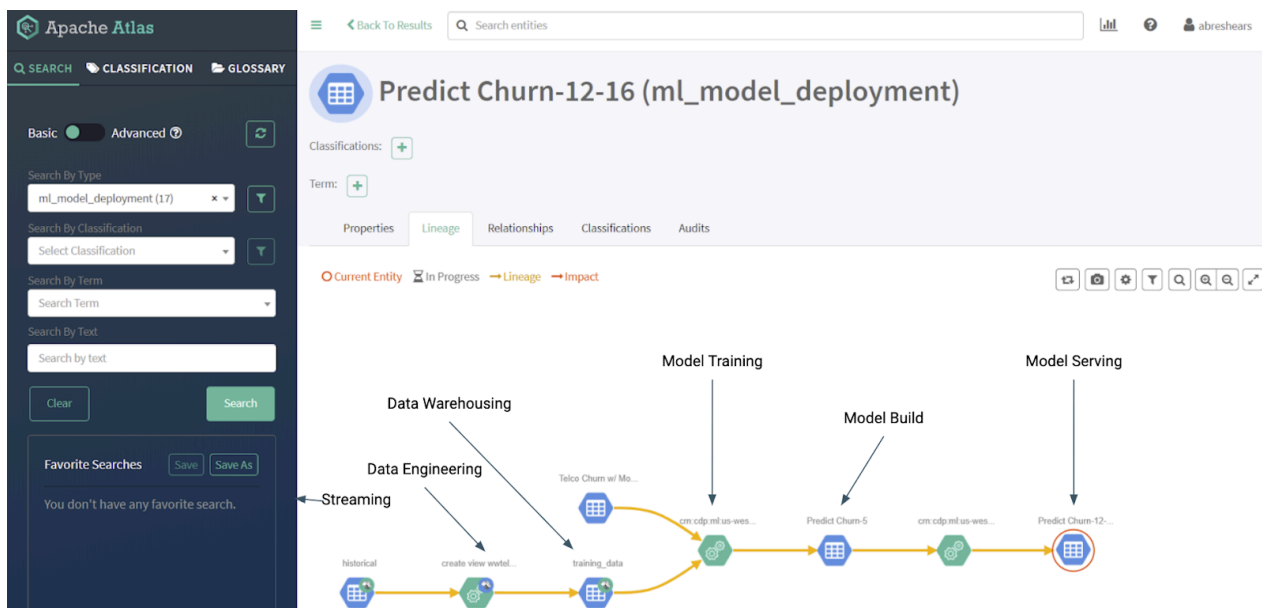 Apache Atlas
Back To Results
Search entities
abreshears
SEARCH
CLASSIFICATION
GLOSSARY
Predict Churn-12-16 (ml_model_deployment)
Basic
Advanced
Classifications:
Term:
Search By Type
ml_model_deployment (17)
Search By Classification
Select Classification
Search By Term
Search Term
Search By Text
Search by text
Clear
Search
Favorite Searches
Save
Save As
You don't have any favorite search.
Properties
Lineage
Relationships
Classifications
Audits
Current Entity
In Progress
Lineage
Impact
Model Training
Model Serving
Data Warehousing
Model Build
Data Engineering
Streaming
Telco Churn w/ Mo...
cm:cdp:ml:us-wes...
Predict Churn-5
cm:cdp:ml:us-wes...
Predict Churn-12-...
historical
create view wwtel...
training_data